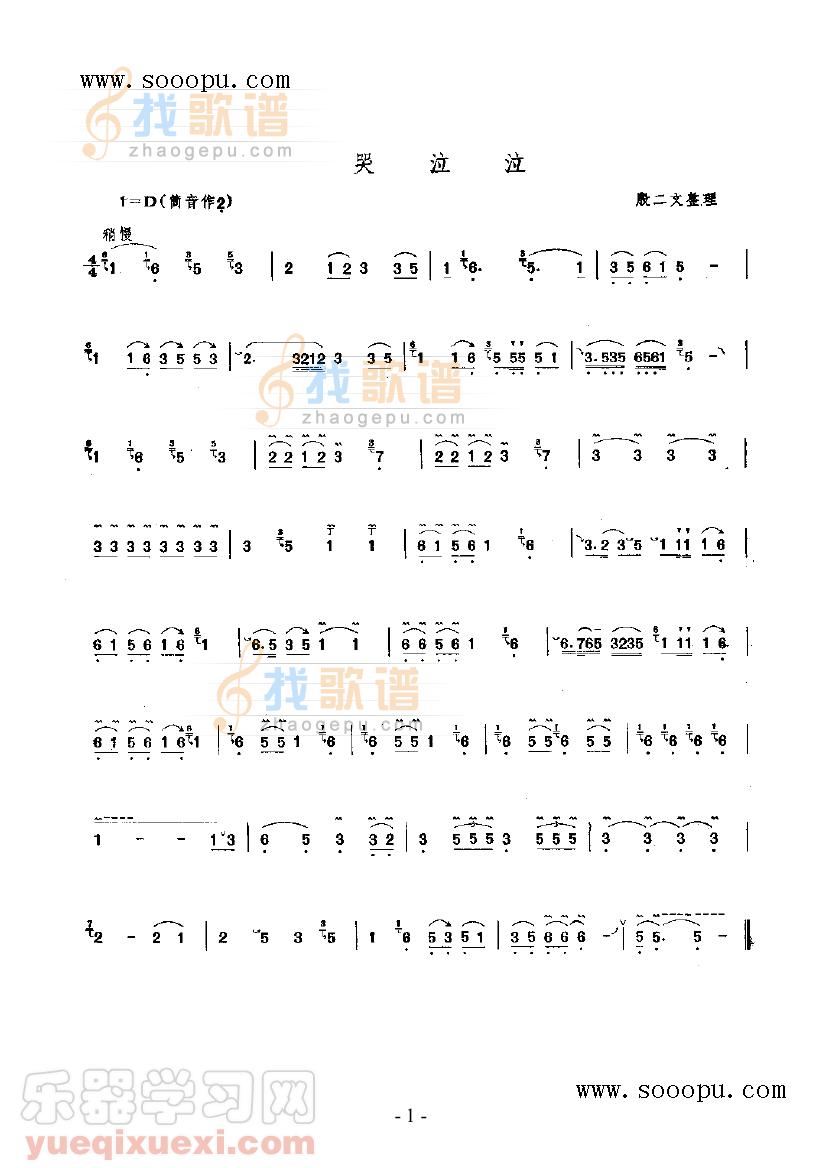 www.sooopu.com
找歌谱
zhaogepu.com
哭 泣 泣
1=D(筒音作2) 殷二文整理
稍慢
4/4 1 6 5 3 | 2 1 2 3 3 5 | 1 6. 5. 1 | 3 5 6 1 5 - |
1 1 6 3 5 5 3 | 2. 3212 3 3 5 | 1 1 6 5 55 5 1 | 3.535 6561 5 - |
找歌谱
zhaogepu.com
1 6 5 3 | 2 2 1 2 3 7 | 2 2 1 2 3 7 | 3 3 3 3 |
3 3 3 3 3 3 3 3 | 3 5 1 1 | 6 1 5 6 1 6 | 3.2 3 5 1 11 1 6 |
6 1 5 6 1 6 1 | 6.5 3 5 1 1 | 6 6 5 6 1 6 | 6.765 3235 1 11 1 6 |
找歌谱
zhaogepu.com
6 1 5 6 1 6 1 | 6 5 5 1 6 | 6 5 5 1 6 | 6 5 5 6 5 5 | 6 6 6 6 |
1 - - 1 3 | 6 5 3 3 2 | 3 5 5 5 3 5 5 5 | 3 3 3 3 |
2 - 2 1 | 2 5 3 5 | 1 6 5 3 5 1 | 3 5 6 6 6 - | 5 5. 5 - ‖
乐器学习网
yueqixuexi.com
www.sooopu.com
- 1 -